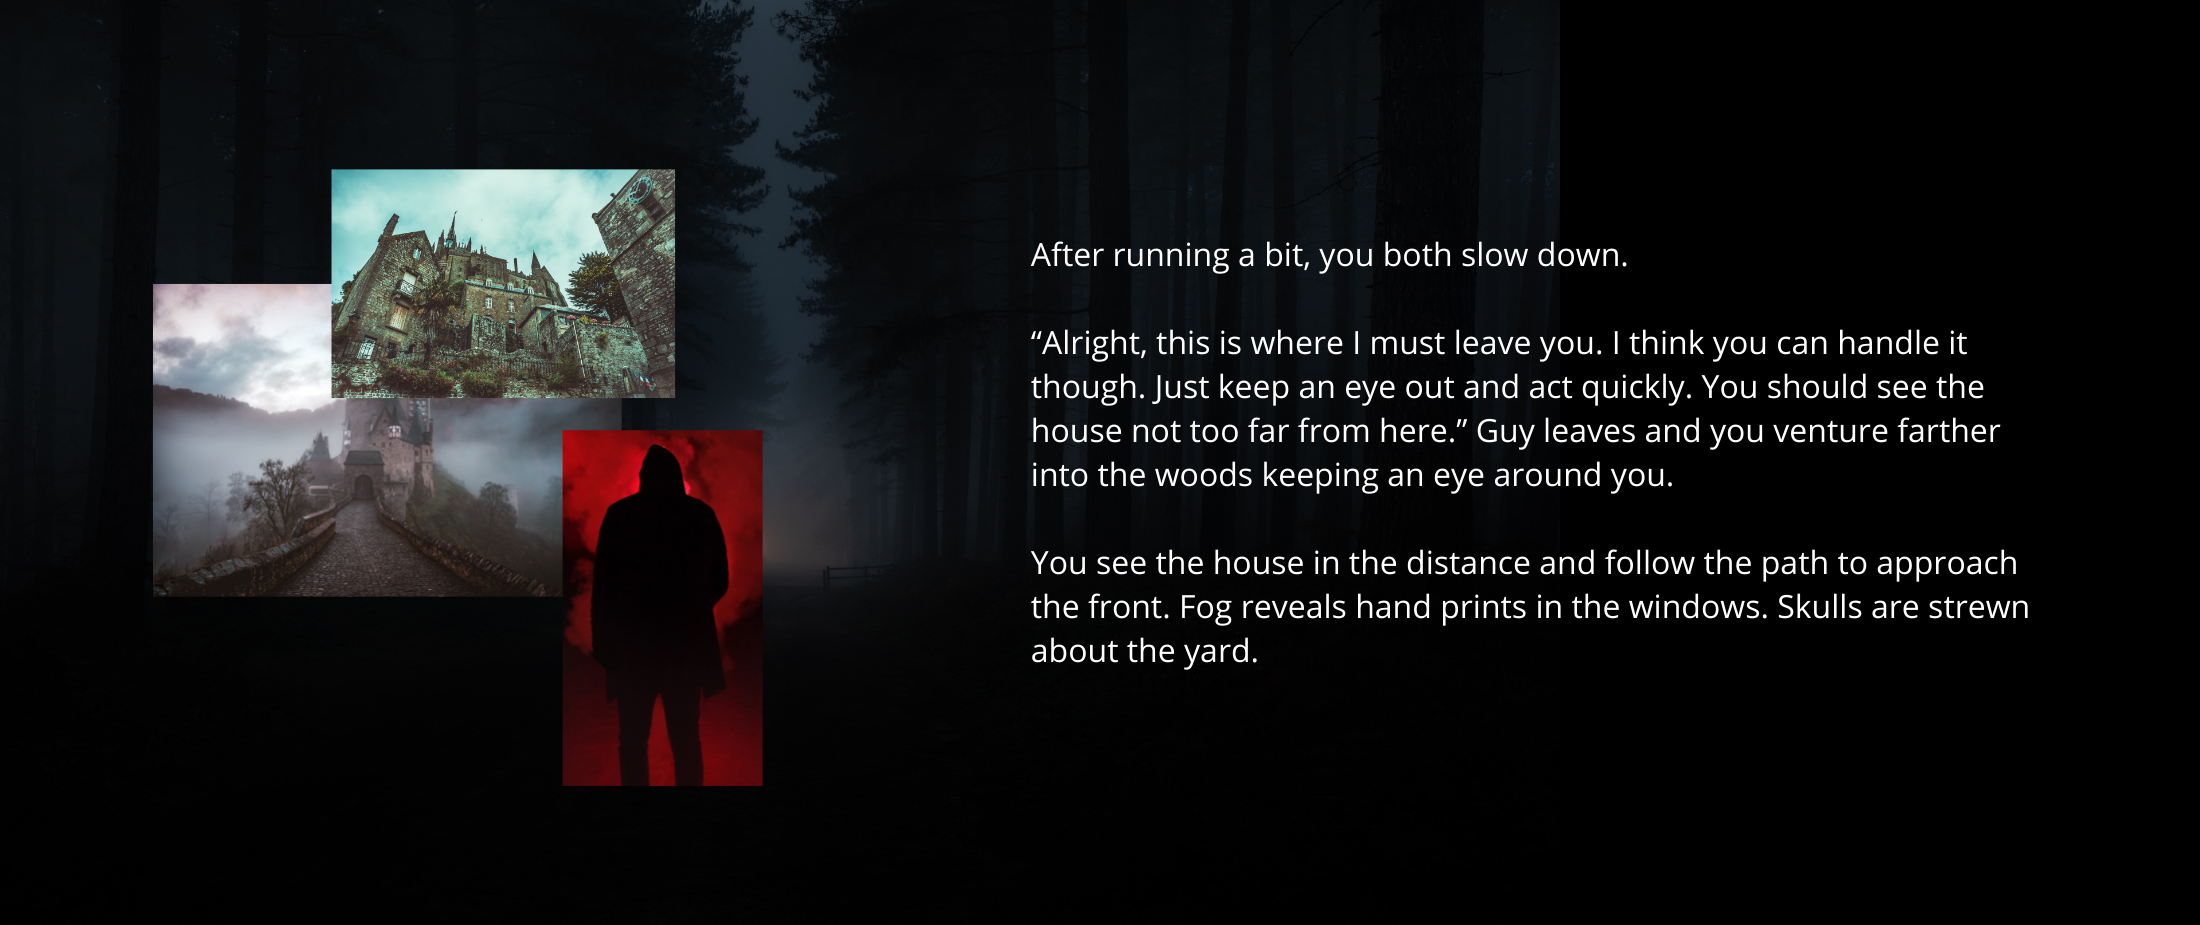 After running a bit, you both slow down.
“Alright, this is where I must leave you. I think you can handle it
though. Just keep an eye out and act quickly. You should see the
house not too far from here.” Guy leaves and you venture farther
into the woods keeping an eye around you.
You see the house in the distance and follow the path to approach
the front. Fog reveals hand prints in the windows. Skulls are strewn
about the yard.